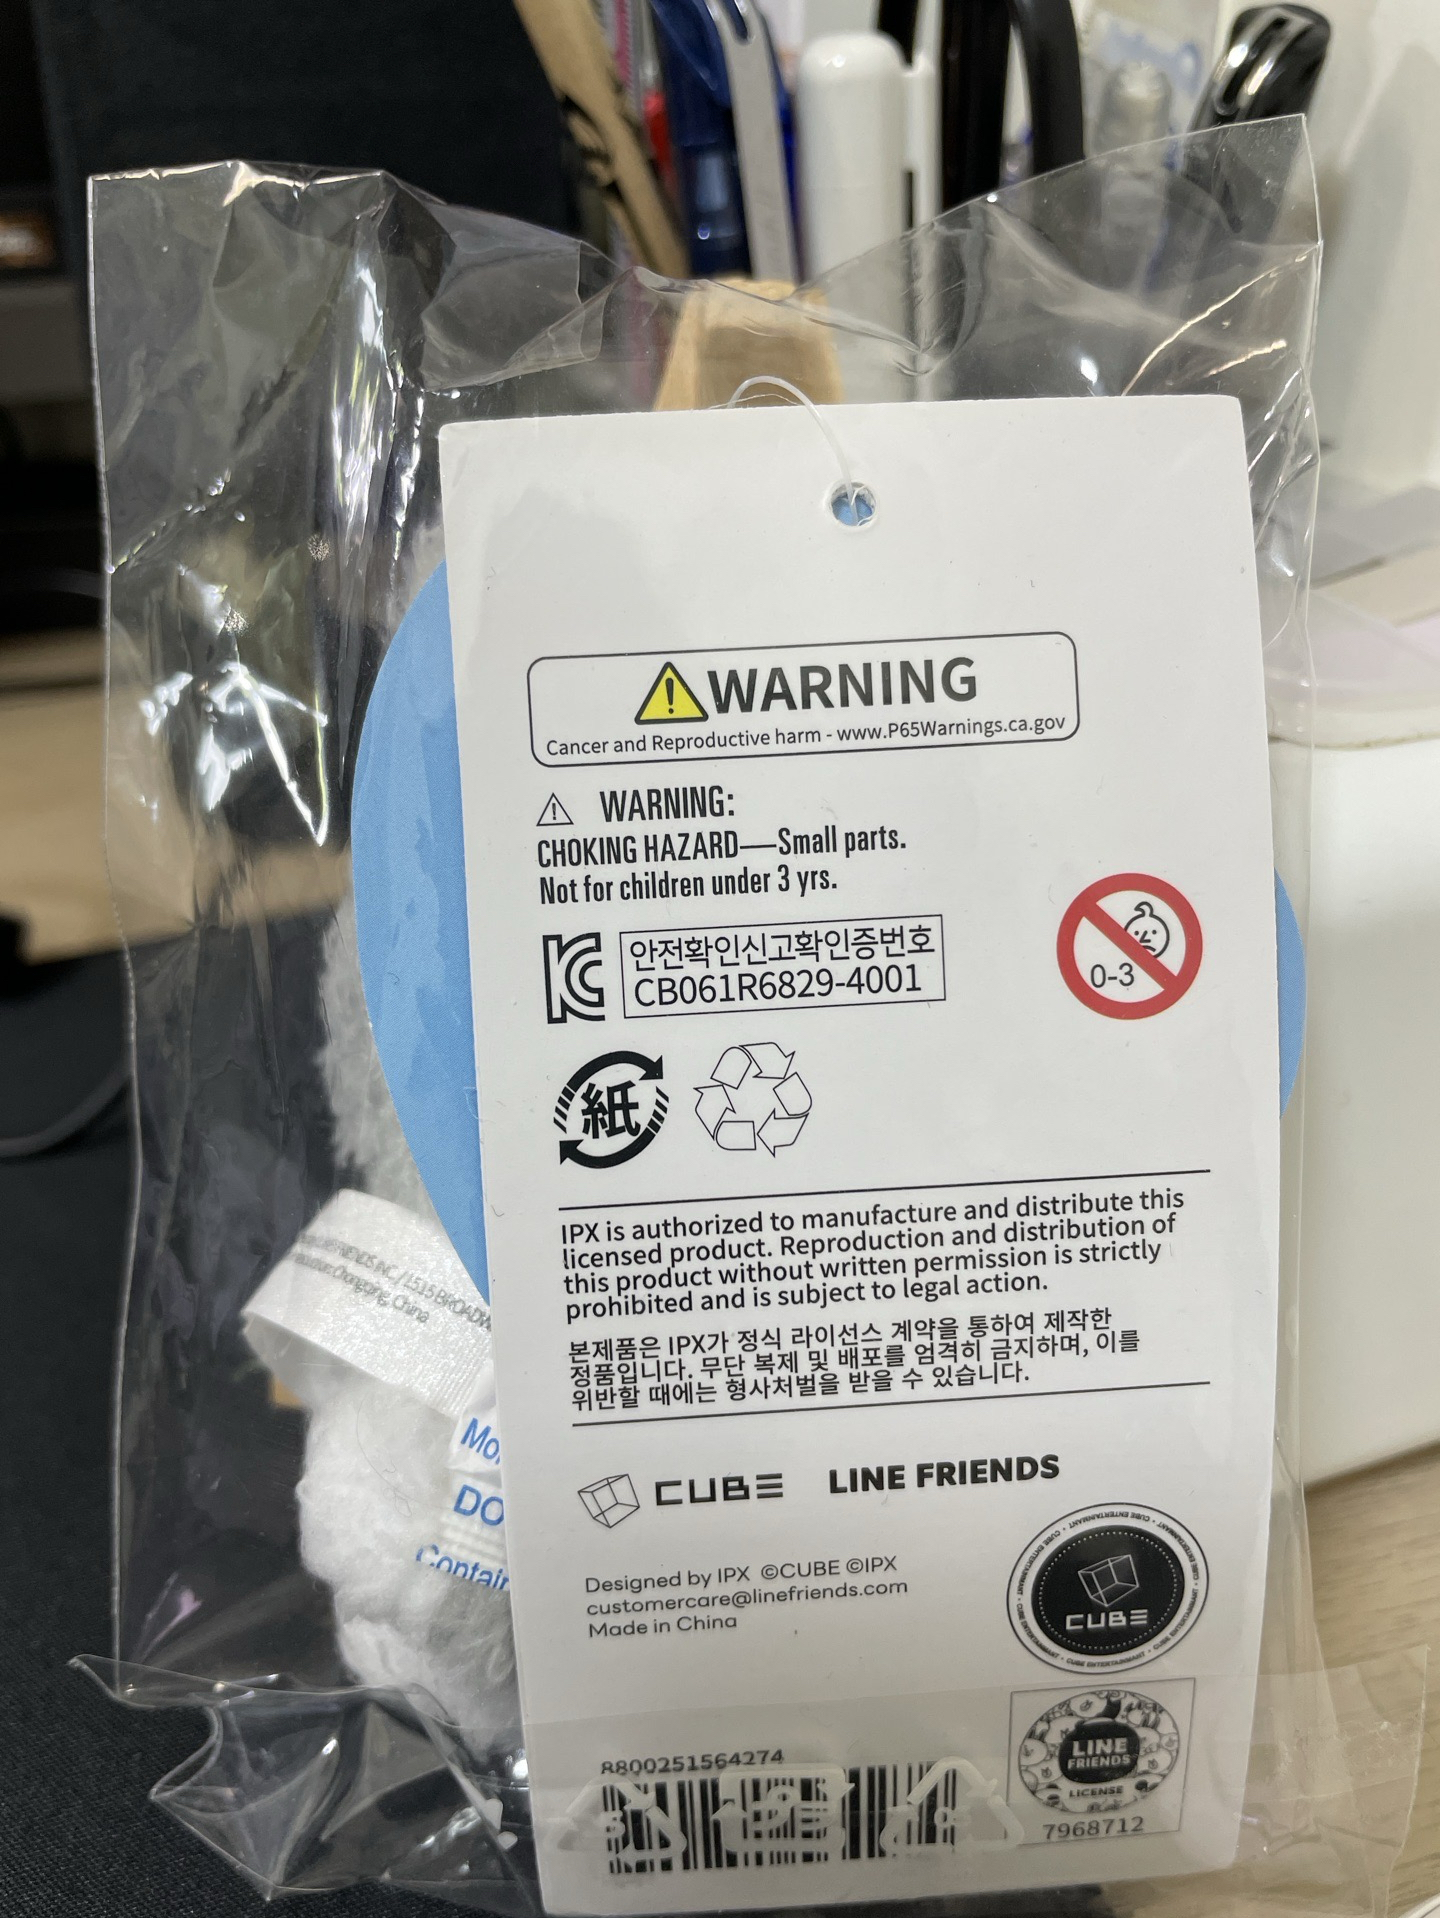 WARNING
Cancer and Reproductive harm - www.P65Warnings.ca.gov
WARNING:
CHOKING HAZARD—Small parts.
Not for children under 3 yrs.
안전확인신고확인증번호
CB061R6829-4001
0-3
紙
IPX is authorized to manufacture and distribute this
licensed product. Reproduction and distribution of
this product without written permission is strictly
prohibited and is subject to legal action.
본제품은 IPX가 정식 라이선스 계약을 통하여 제작한
정품입니다. 무단 복제 및 배포를 엄격히 금지하며, 이를
위반할 때에는 형사처벌을 받을 수 있습니다.
CUBE LINE FRIENDS
Designed by IPX ©CUBE ©IPX
customercare@linefriends.com
Made in China
CUBE ENTERTAINMENT
CUBE
LINE
FRIENDS
LICENSE
7968712
8800251564274
INC. / 1515
Chongqing, China
DO